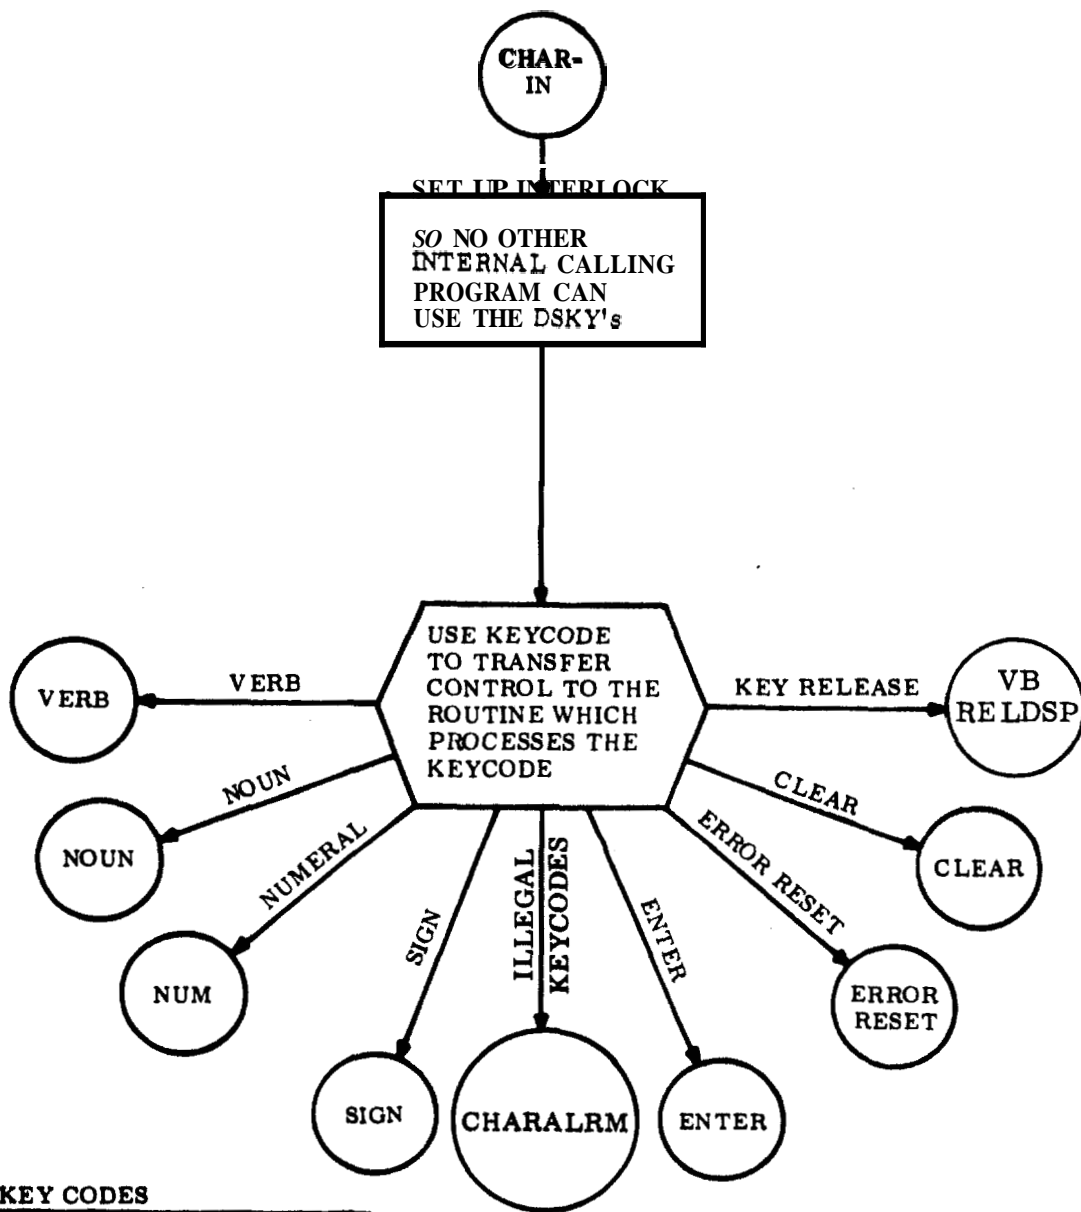 CHAR-
IN
SET UP INTERLOCK
SO NO OTHER
INTERNAL CALLING
PROGRAM CAN
USE THE DSKY's
USE KEYCODE
TO TRANSFER
CONTROL TO THE
ROUTINE WHICH
PROCESSES THE
KEYCODE
VERB
VERB
NOUN
NOUN
NUMERAL
NUM
SIGN
SIGN
ILLEGAL
KEYCODES
CHARALRM
ENTER
ENTER
ERROR RESET
ERROR
RESET
CLEAR
CLEAR
KEY RELEASE
VB
RELDSP
KEY CODES